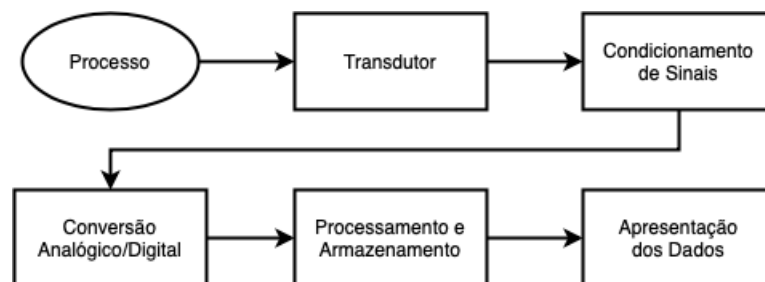 Processo
Transdutor
Condicionamento
de Sinais
Conversão
Analógico/Digital
Processamento e
Armazenamento
Apresentação
dos Dados